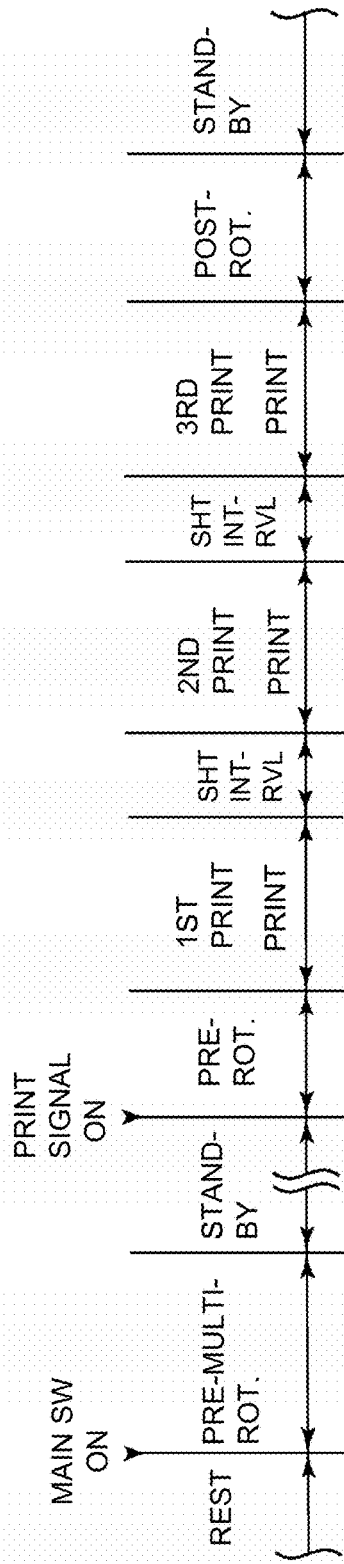 MAIN SW
ON
PRINT
SIGNAL
ON
REST
PRE-MULTI-
ROT.
STAND-
BY
PRE-
ROT.
1ST
PRINT
PRINT
SHT
INT-
RVL
2ND
PRINT
PRINT
SHT
INT-
RVL
3RD
PRINT
PRINT
POST-
ROT.
STAND-
BY